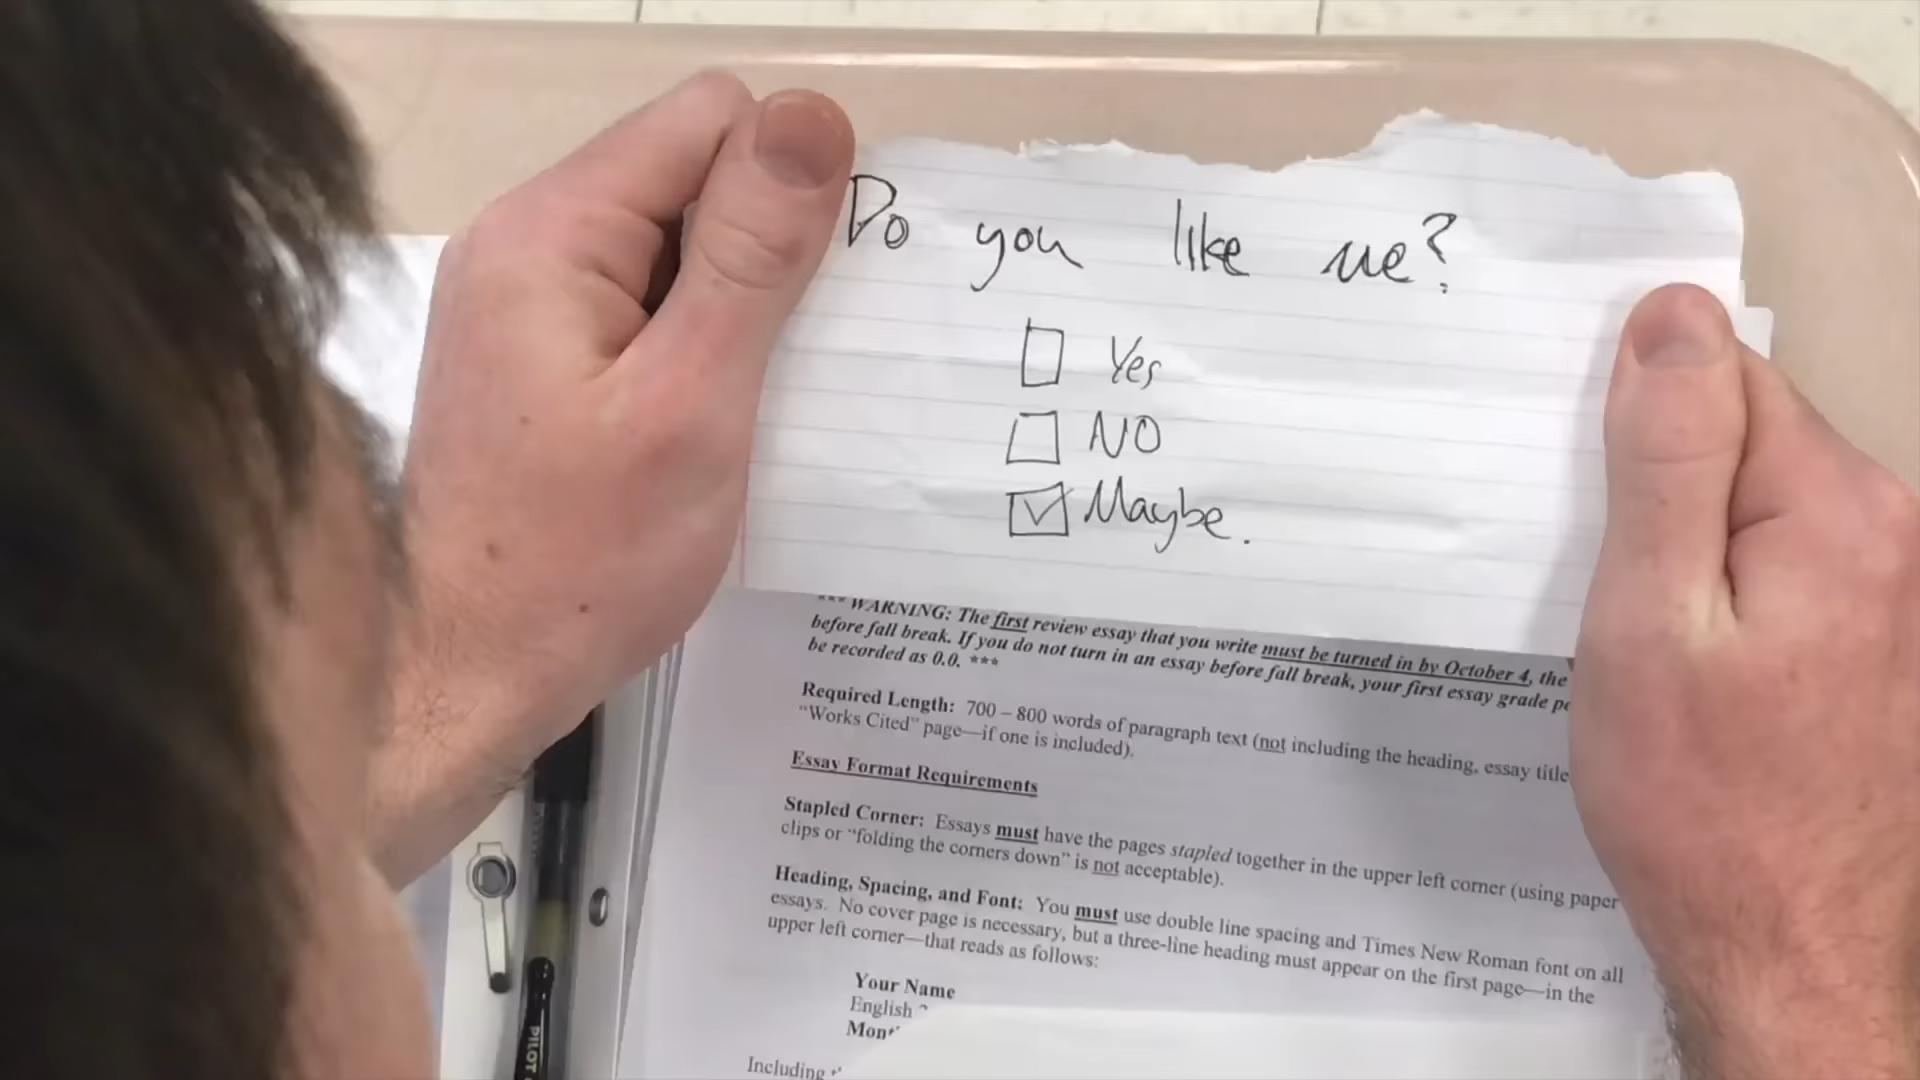 Do you like me?
Yes
NO
Maybe.
*** WARNING: The first review essay that you write must be turned in by October 4, the
before fall break. If you do not turn in an essay before fall break, your first essay grade
be recorded as 0.0. ***
Required Length: 700 – 800 words of paragraph text (not including the heading, essay title
“Works Cited” page—if one is included).
Essay Format Requirements
Stapled Corner: Essays must have the pages stapled together in the upper left corner (using paper
clips or “folding the corners down” is not acceptable).
Heading, Spacing, and Font: You must use double line spacing and Times New Roman font on all
essays. No cover page is necessary, but a three-line heading must appear on the first page—in the
upper left corner—that reads as follows:
Your Name
English
Including
PILOT